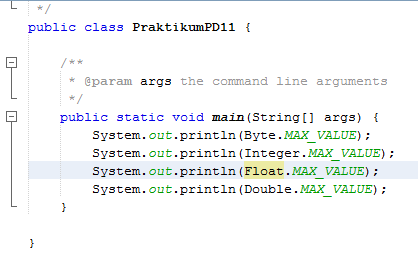 */
public class PraktikumPD11 {
/**
* @param args the command line arguments
*/
public static void main(String[] args) {
System.out.println(Byte.MAX_VALUE);
System.out.println(Integer.MAX_VALUE);
System.out.println(Float.MAX_VALUE);
System.out.println(Double.MAX_VALUE);
}
}